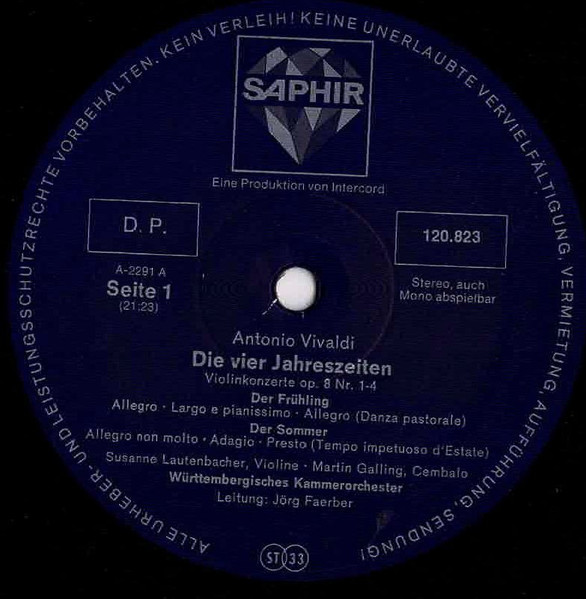 ALLE URHEBER- UND LEISTUNGSSCHUTZRECHTE VORBEHALTEN. KEIN VERLEIH! KEINE UNERLAUBTE VERVIELFÄLTIGUNG, VERMIETUNG, AUFFÜHRUNG, SENDUNG!
SAPHIR
Eine Produktion von Intercord
D. P.
120.823
A-2291 A
Seite 1
(21:23)
Stereo, auch
Mono abspielbar
Antonio Vivaldi
Die vier Jahreszeiten
Violinkonzerte op. 8 Nr. 1-4
Der Frühling
Allegro · Largo e pianissimo · Allegro (Danza pastorale)
Der Sommer
Allegro non molto · Adagio · Presto (Tempo impetuoso d'Estate)
Susanne Lautenbacher, Violine · Martin Galling, Cembalo
Württembergisches Kammerorchester
Leitung: Jörg Faerber
ST 33